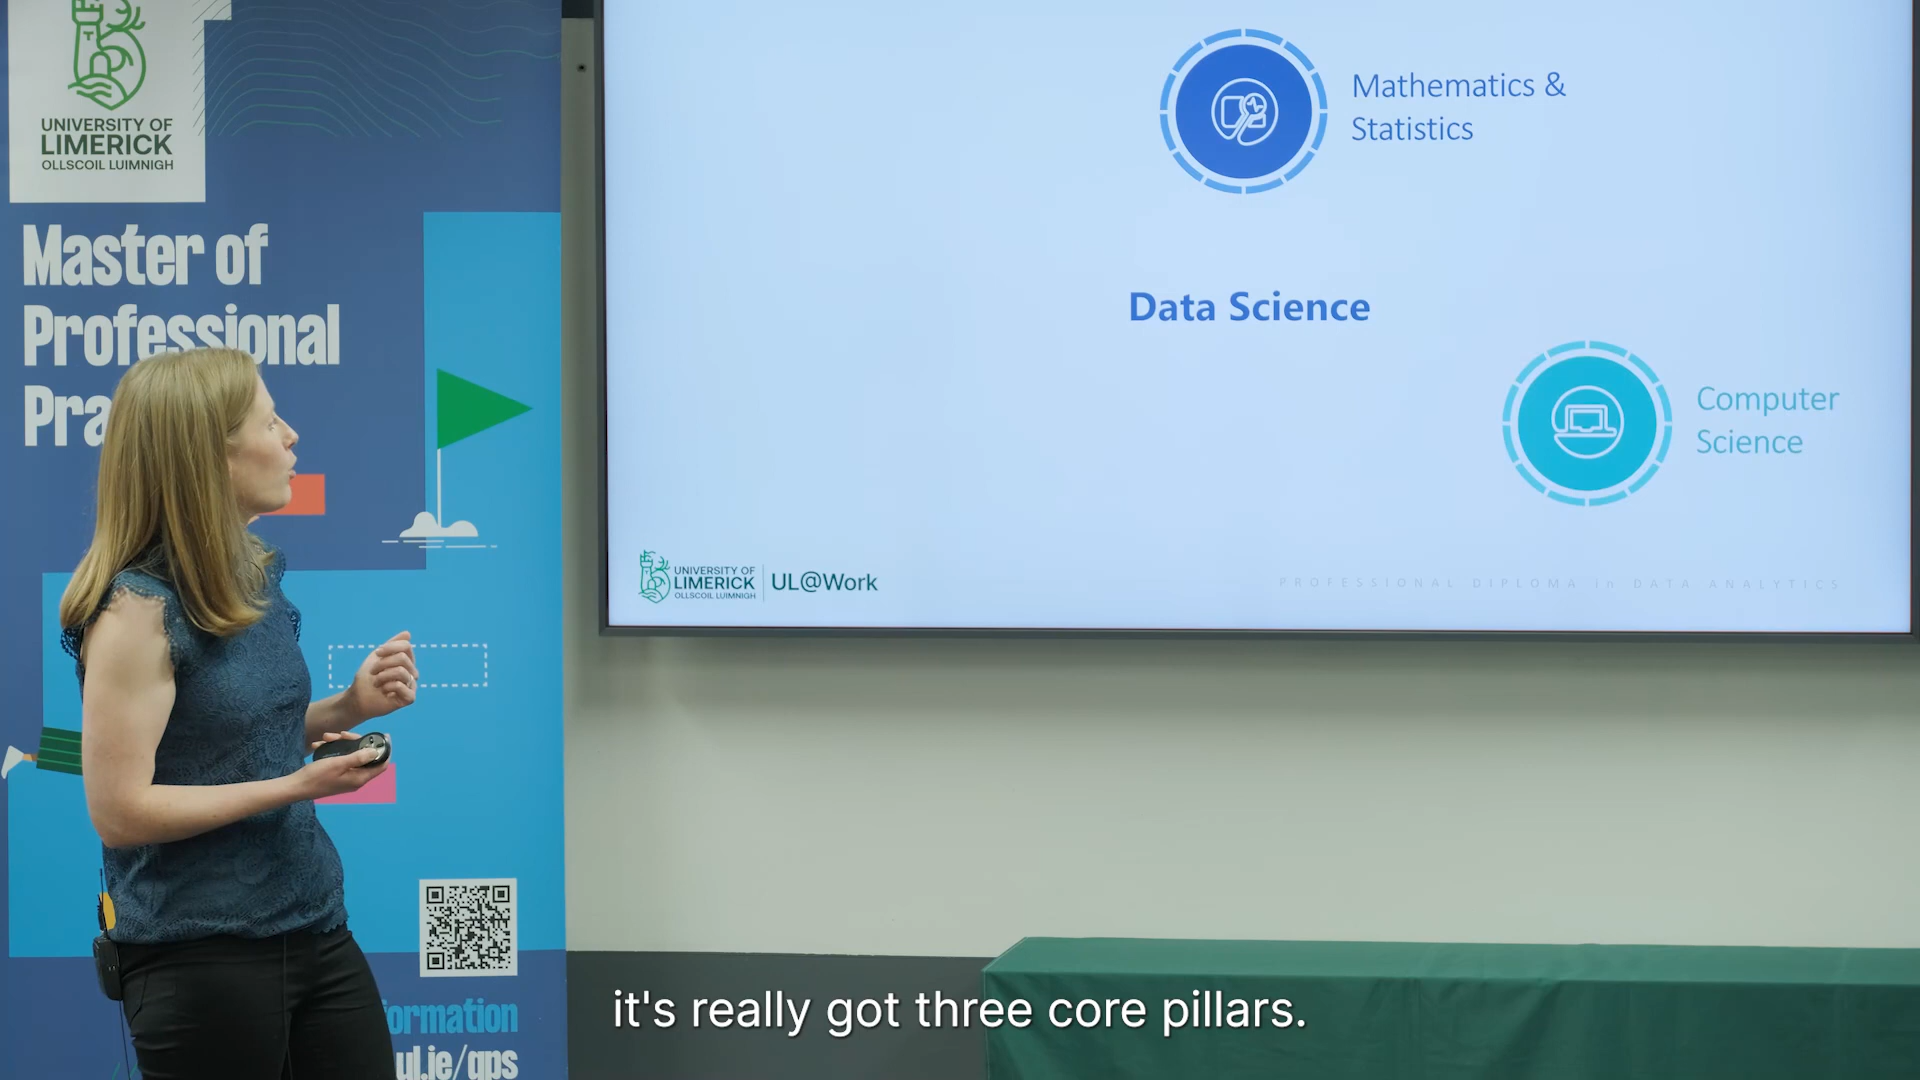 UNIVERSITY OF
LIMERICK
OLLSCOIL LUIMNIGH
Master of
Professional
Pra
ormation
ul.ie/gps
Mathematics &
Statistics
Data Science
Computer
Science
UNIVERSITY OF
LIMERICK
OLLSCOIL LUIMNIGH
UL@Work
PROFESSIONAL DIPLOMA in DATA ANALYTICS
it's really got three core pillars.